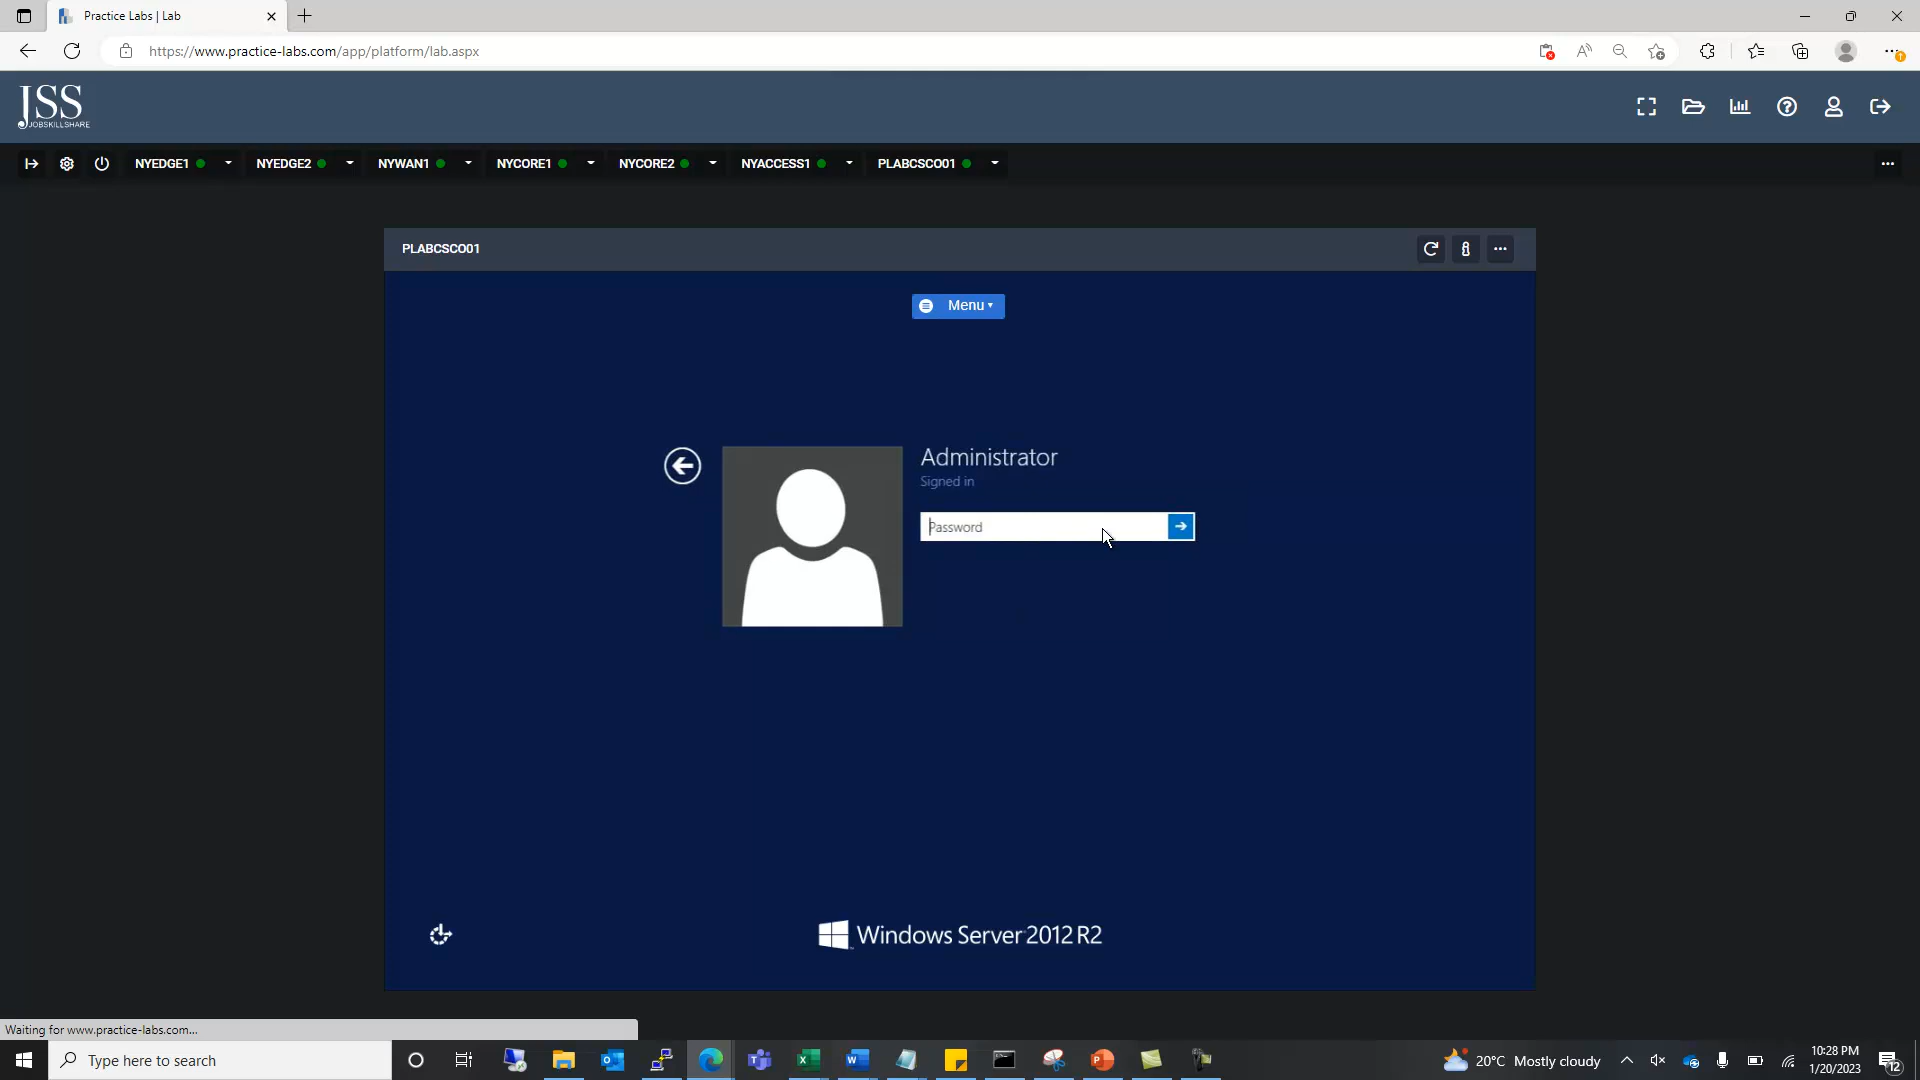 Practice Labs | Lab
https://www.practice-labs.com/app/platform/lab.aspx
JSS
JOBSKILLSHARE
NYEDGE1
NYEDGE2
NYWAN1
NYCORE1
NYCORE2
NYACCESS1
PLABCSCO01
PLABCSCO01
Menu
Administrator
Signed in
Password
Windows Server 2012 R2
Waiting for www.practice-labs.com...
Type here to search
20°C Mostly cloudy
10:28 PM
1/20/2023
12